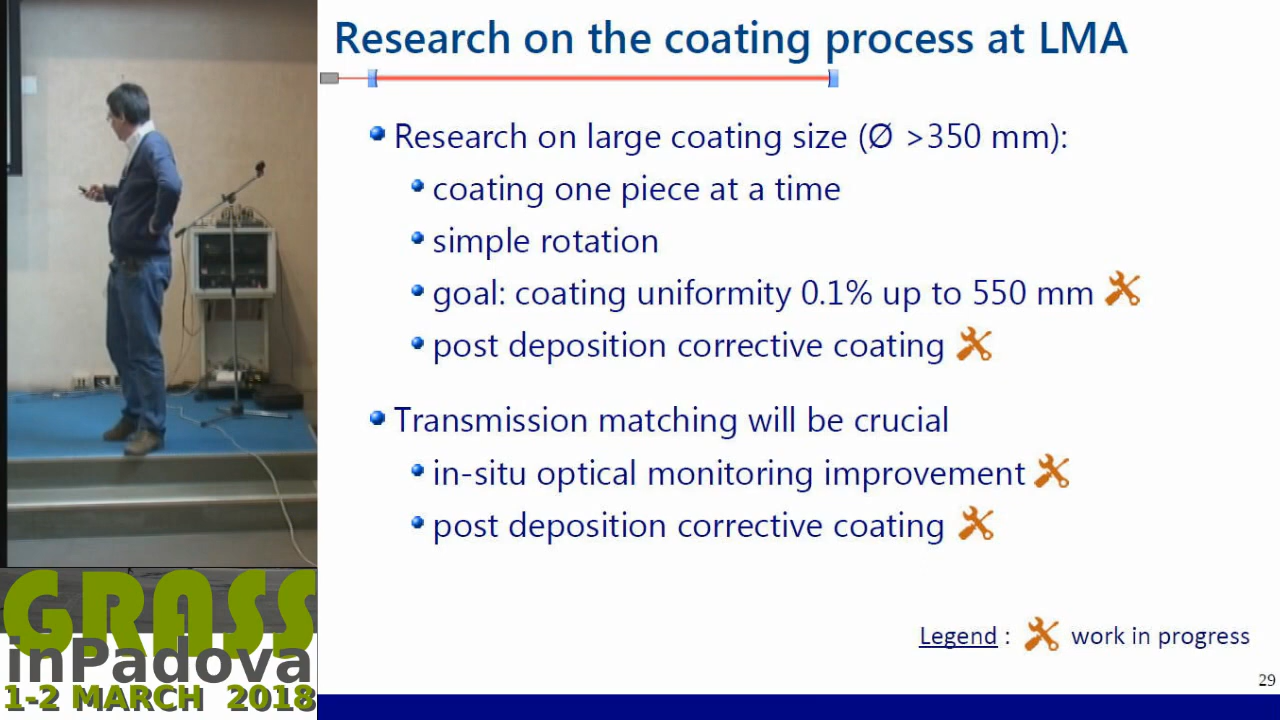 Research on the coating process at LMA
Research on large coating size (Ø >350 mm):
coating one piece at a time
simple rotation
goal: coating uniformity 0.1% up to 550 mm
post deposition corrective coating
Transmission matching will be crucial
in-situ optical monitoring improvement
post deposition corrective coating
Legend : work in progress
29
GRASS
inPadova
1-2 MARCH 2018